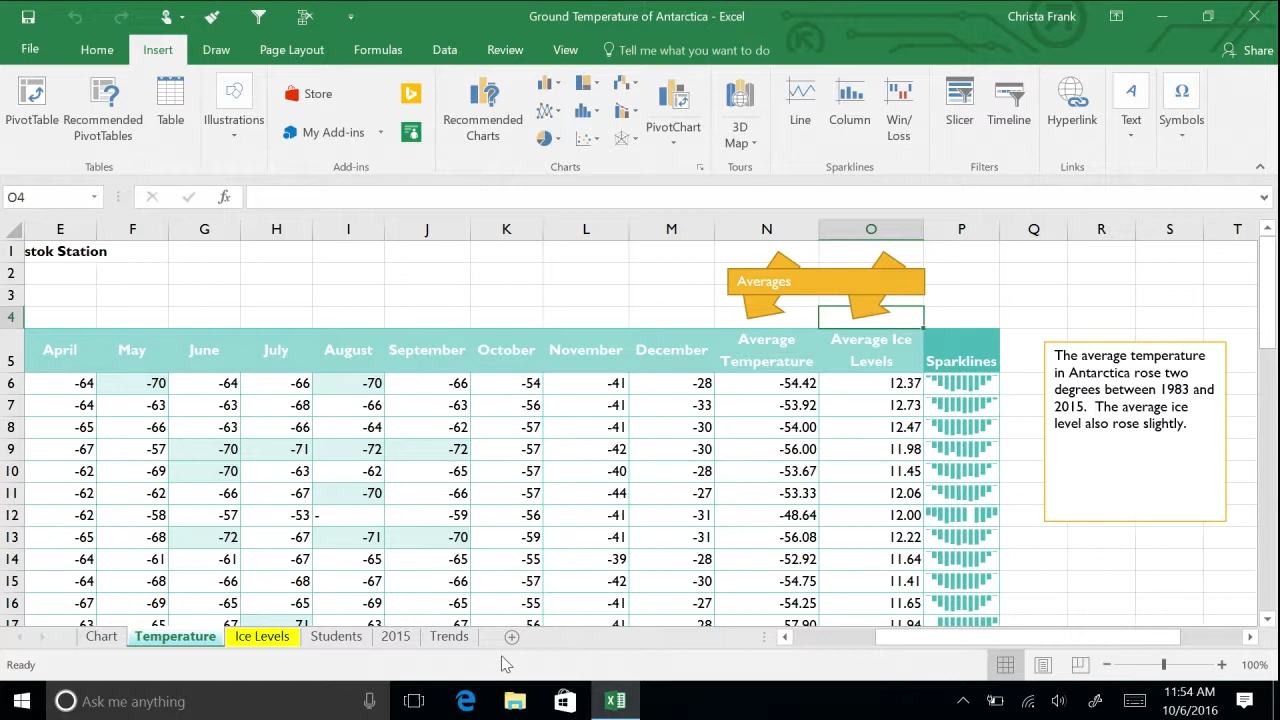 Ground Temperature of Antarctica - Excel
Christa Frank
File Home Insert Draw Page Layout Formulas Data Review View Tell me what you want to do Share
PivotTable Recommended PivotTables Table Illustrations
Store
My Add-ins
Recommended Charts PivotChart 3D Map Line Column Win/Loss Slicer Timeline Hyperlink Text Symbols
Tables Add-ins Charts Tours Sparklines Filters Links
O4 fx
E F G H I J K L M N O P Q R S T
1 stok Station
2 Averages
3
4
5 April May June July August September October November December Average Temperature Average Ice Levels Sparklines
6 -64 -70 -64 -66 -70 -66 -54 -41 -28 -54.42 12.37
7 -64 -63 -63 -68 -66 -63 -56 -41 -33 -53.92 12.73
8 -65 -66 -63 -66 -64 -62 -57 -41 -30 -54.00 12.47
9 -67 -57 -70 -71 -72 -72 -57 -42 -30 -56.00 11.98
10 -62 -69 -70 -63 -62 -65 -57 -40 -28 -53.67 11.45
11 -62 -62 -66 -67 -70 -66 -57 -44 -27 -53.33 12.06
12 -62 -58 -57 -53 - -59 -56 -41 -31 -48.64 12.00
13 -65 -68 -72 -67 -71 -70 -59 -41 -31 -56.08 12.22
14 -64 -61 -61 -67 -65 -65 -55 -39 -28 -52.92 11.64
15 -64 -68 -66 -68 -67 -66 -57 -42 -30 -54.75 11.41
16 -67 -69 -65 -65 -69 -65 -55 -41 -27 -54.25 11.65
17 -63 -65 -67 -71 -65 -67 -56 -41 -28 -57.90 11.94
The average temperature
in Antarctica rose two
degrees between 1983 and
2015. The average ice
level also rose slightly.
Chart Temperature Ice Levels Students 2015 Trends
Ready 100%
Ask me anything
11:54 AM
10/6/2016